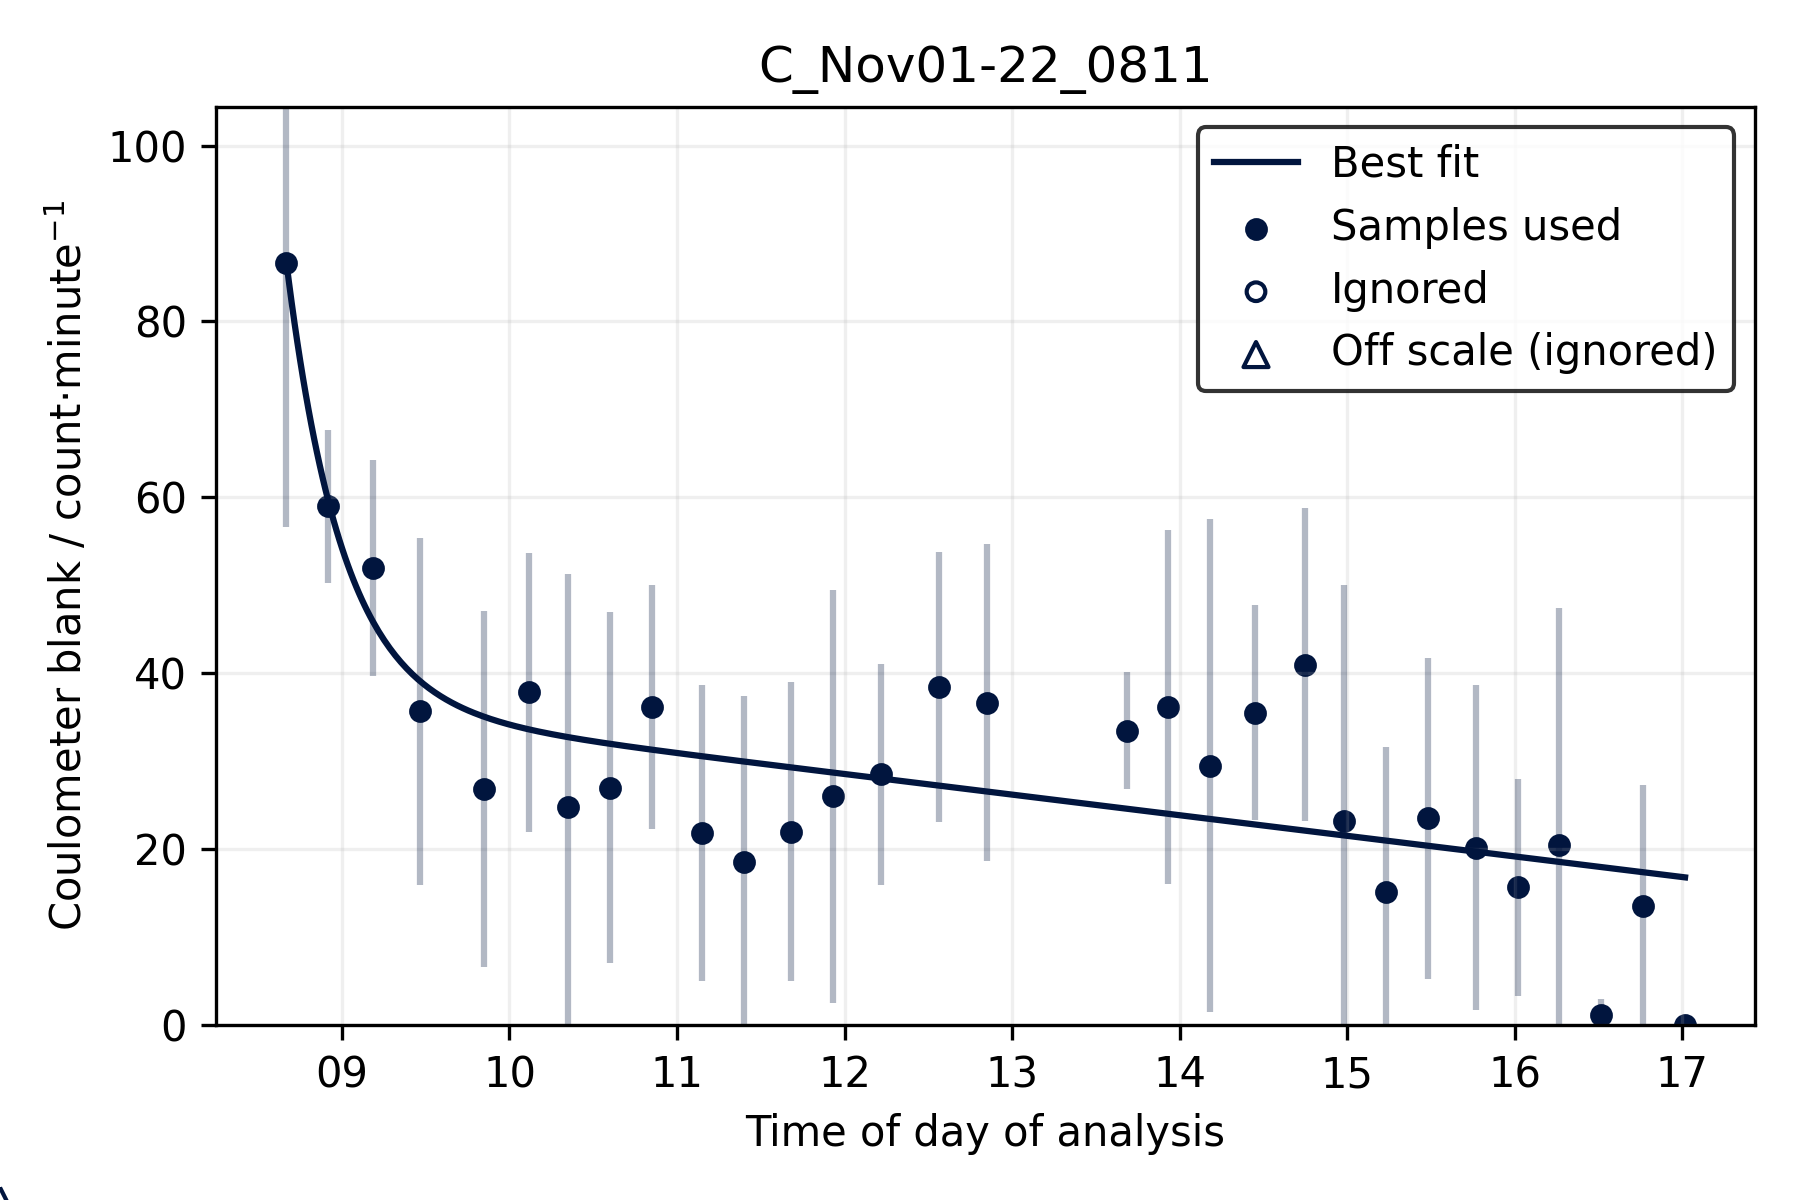 C_Nov01-22_0811
Coulometer blank / count·minute⁻¹
100
80
60
40
20
0
Best fit
Samples used
Ignored
Off scale (ignored)
09 10 11 12 13 14 15 16 17
Time of day of analysis